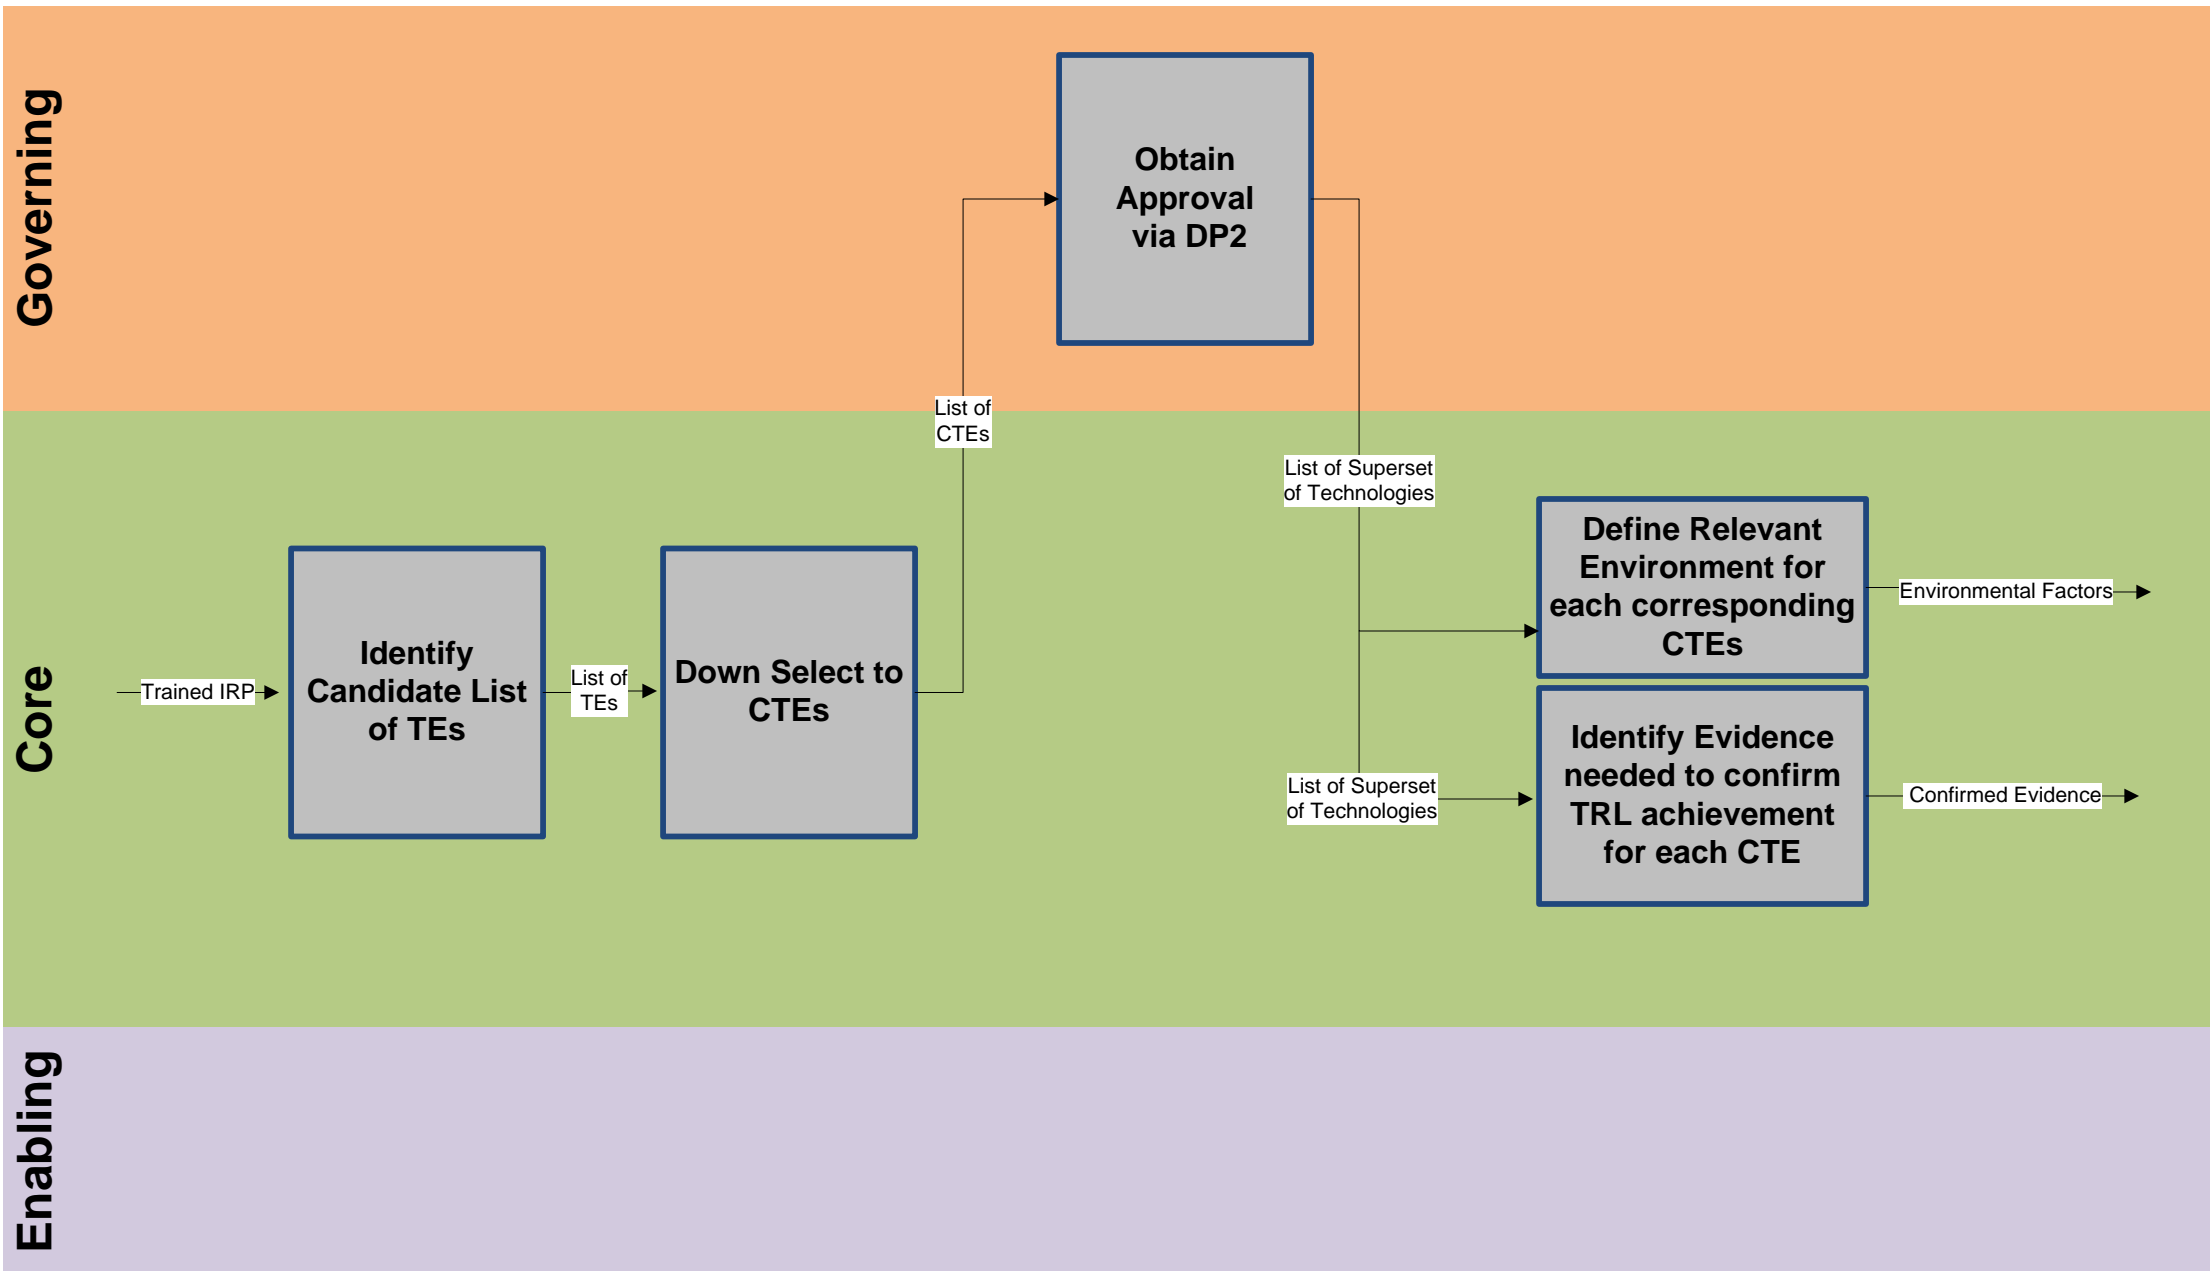 Governing
Obtain
Approval
via DP2
List of
CTEs
List of Superset
of Technologies
Core
Trained IRP
Identify
Candidate List
of TEs
List of
TEs
Down Select to
CTEs
Define Relevant
Environment for
each corresponding
CTEs
Environmental Factors
List of Superset
of Technologies
Identify Evidence
needed to confirm
TRL achievement
for each CTE
Confirmed Evidence
Enabling